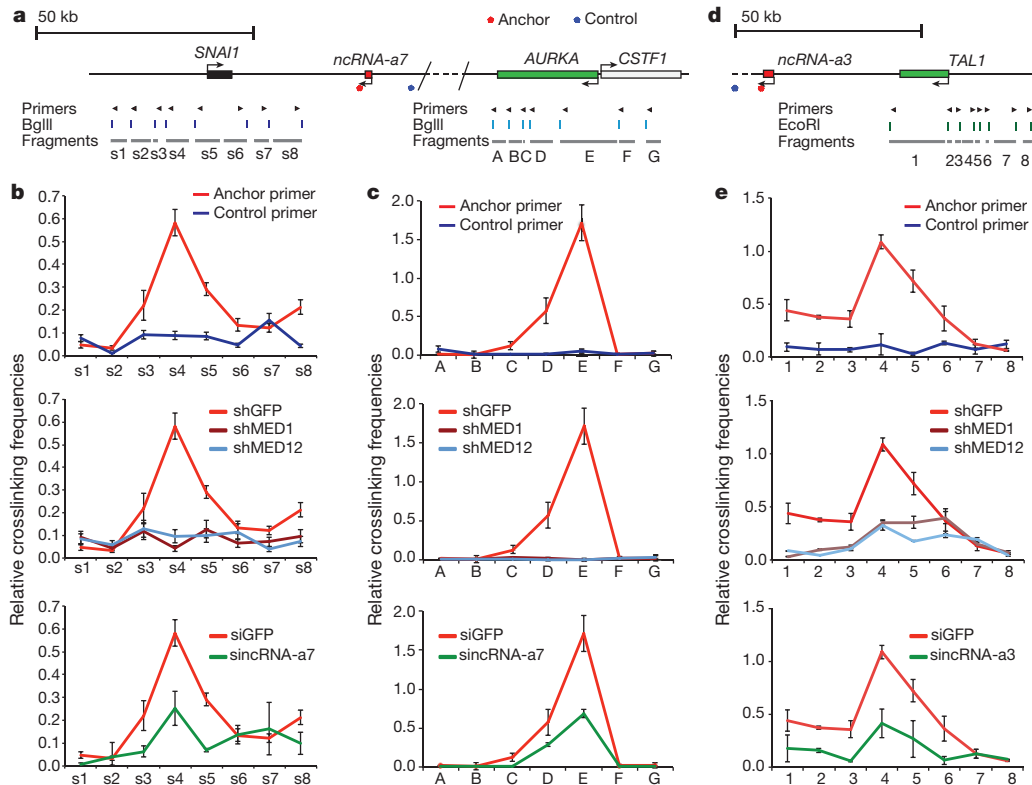 a
50 kb
Anchor
Control
SNAI1
ncRNA-a7
AURKA
CSTF1
Primers
BglII
Fragments
s1 s2 s3 s4 s5 s6 s7 s8
Primers
BglII
Fragments
A B C D E F G
d
50 kb
ncRNA-a3
TAL1
Primers
EcoRI
Fragments
1 2 3 4 5 6 7 8
b
Relative crosslinking frequencies
Anchor primer
Control primer
0.7
0.6
0.5
0.4
0.3
0.2
0.1
0.0
s1 s2 s3 s4 s5 s6 s7 s8
shGFP
shMED1
shMED12
0.7
0.6
0.5
0.4
0.3
0.2
0.1
0.0
s1 s2 s3 s4 s5 s6 s7 s8
siGFP
sincRNA-a7
0.7
0.6
0.5
0.4
0.3
0.2
0.1
0.0
s1 s2 s3 s4 s5 s6 s7 s8
c
Relative crosslinking frequencies
Anchor primer
Control primer
2.0
1.5
1.0
0.5
0.0
A B C D E F G
shGFP
shMED1
shMED12
2.0
1.5
1.0
0.5
0.0
A B C D E F G
siGFP
sincRNA-a7
2.0
1.5
1.0
0.5
0.0
A B C D E F G
e
Relative crosslinking frequencies
Anchor primer
Control primer
1.5
1.0
0.5
0.0
1 2 3 4 5 6 7 8
shGFP
shMED1
shMED12
1.5
1.0
0.5
0.0
1 2 3 4 5 6 7 8
siGFP
sincRNA-a3
1.5
1.0
0.5
0.0
1 2 3 4 5 6 7 8